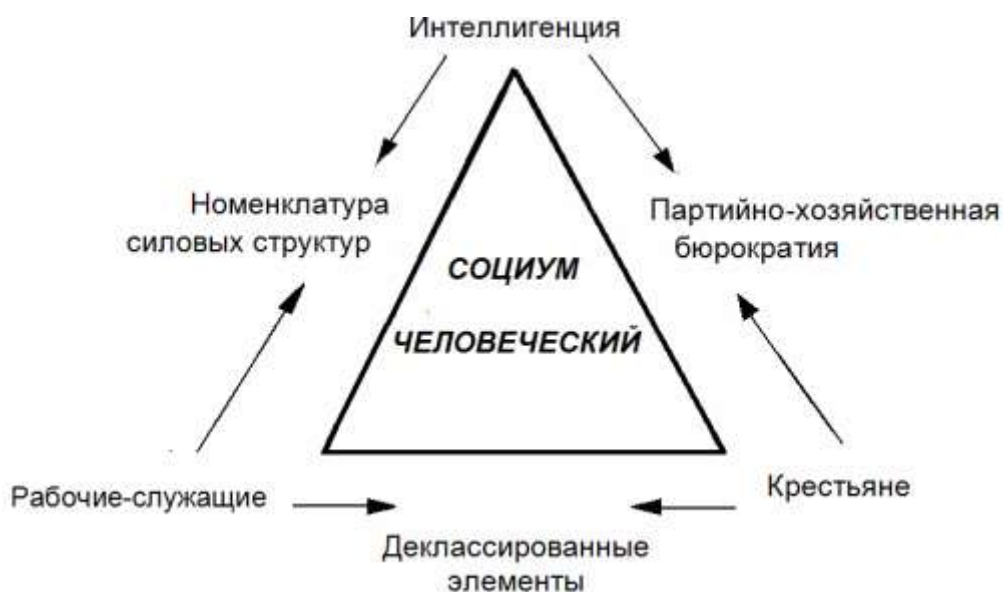 Интеллигенция
Номенклатура
силовых структур
Партийно-хозяйственная
бюрократия
СОЦИУМ
ЧЕЛОВЕЧЕСКИЙ
Рабочие-служащие
Крестьяне
Деклассированные
элементы